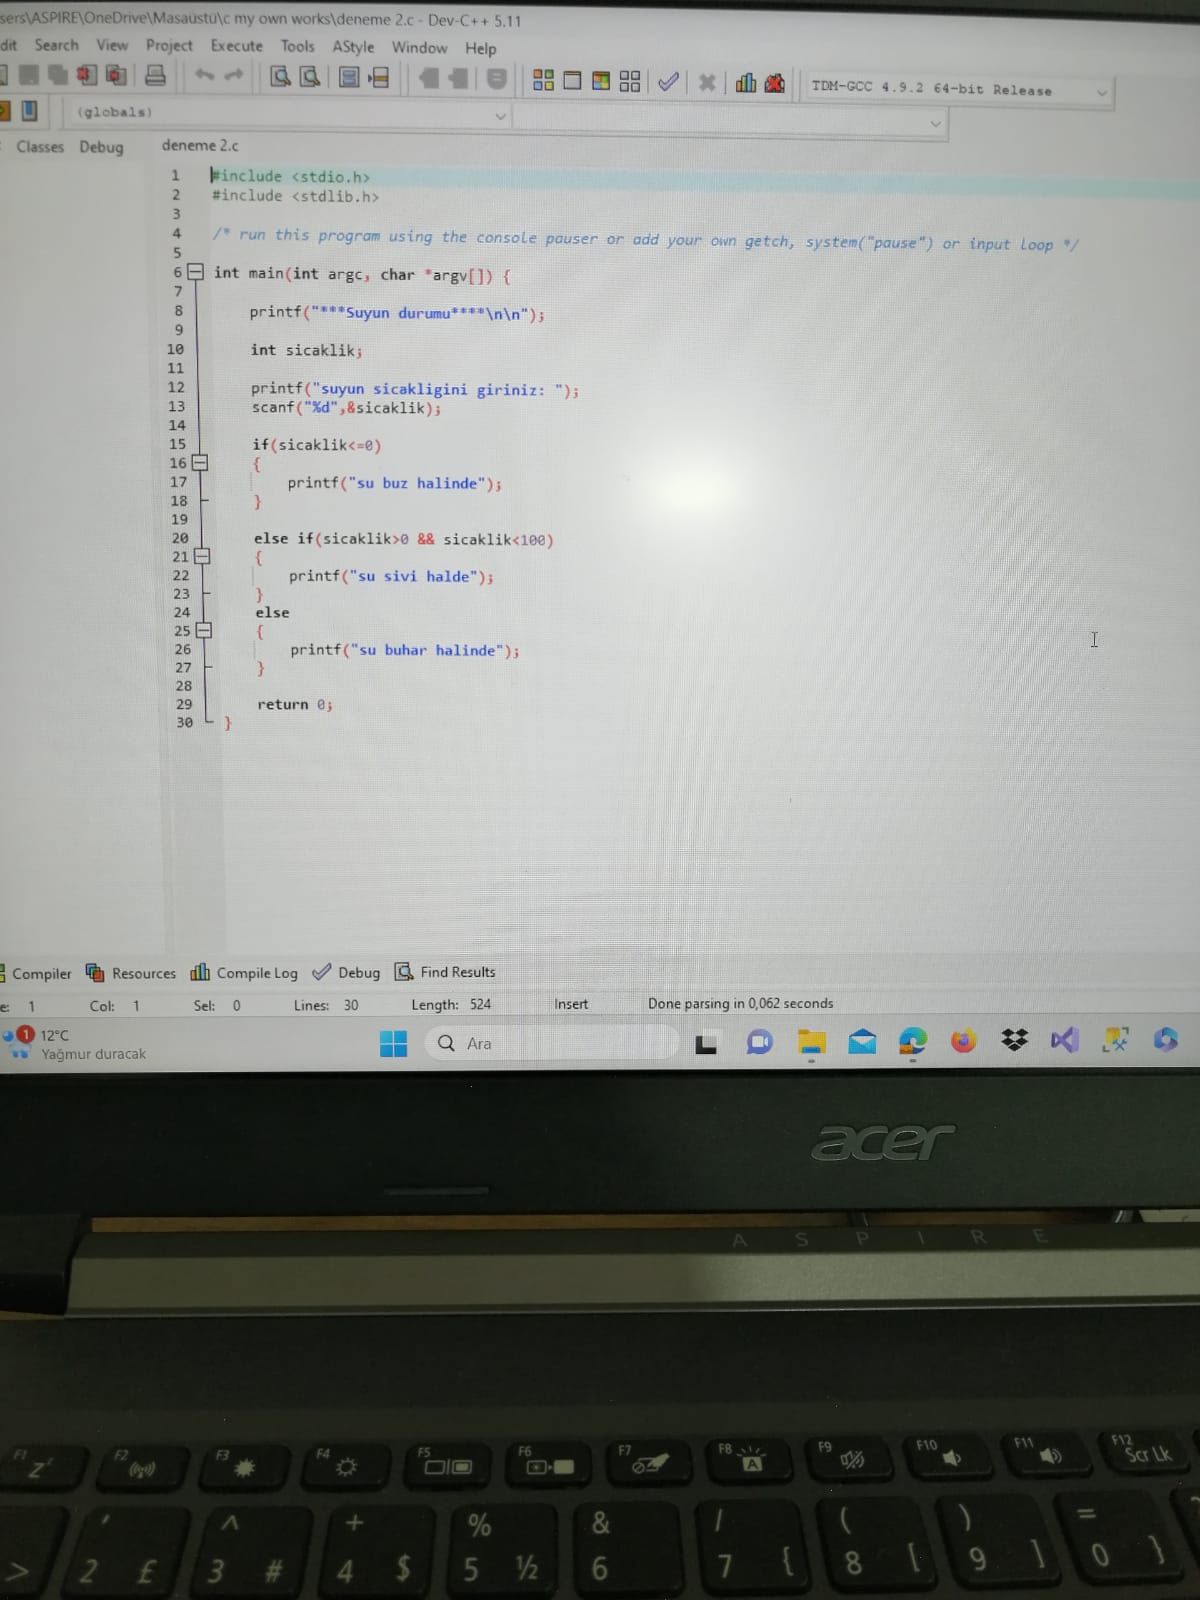 sers\ASPIRE\OneDrive\Masaüstü\c my own works\deneme 2.c - Dev-C++ 5.11
dit Search View Project Execute Tools AStyle Window Help
TDM-GCC 4.9.2 64-bit Release
(globals)
Classes Debug deneme 2.c
1 #include <stdio.h>
2 #include <stdlib.h>
3
4 /* run this program using the console pauser or add your own getch, system("pause") or input loop */
5
6 int main(int argc, char *argv[]) {
7
8 printf("***Suyun durumu****\n\n");
9
10 int sicaklik;
11
12 printf("suyun sicakligini giriniz: ");
13 scanf("%d",&sicaklik);
14
15 if(sicaklik<=0)
16 {
17 printf("su buz halinde");
18 }
19
20 else if(sicaklik>0 && sicaklik<100)
21 {
22 printf("su sivi halde");
23 }
24 else
25 {
26 printf("su buhar halinde");
27 }
28
29 return 0;
30 }
Compiler Resources Compile Log Debug Find Results
e: 1 Col: 1 Sel: 0 Lines: 30 Length: 524 Insert Done parsing in 0,062 seconds
1 12°C
Yağmur duracak
Ara
acer
ASPIRE
F1 F2 F3 F4 F5 F6 F7 F8 F9 F10 F11 F12
Z A Scr Lk
' ^ + % & / ( ) =
> 2 £ 3 # 4 $ 5 ½ 6 7 { 8 [ 9 ] 0 }